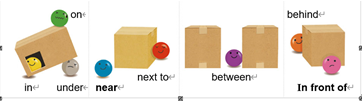 on
in under
near
next to
between
behind
In front of